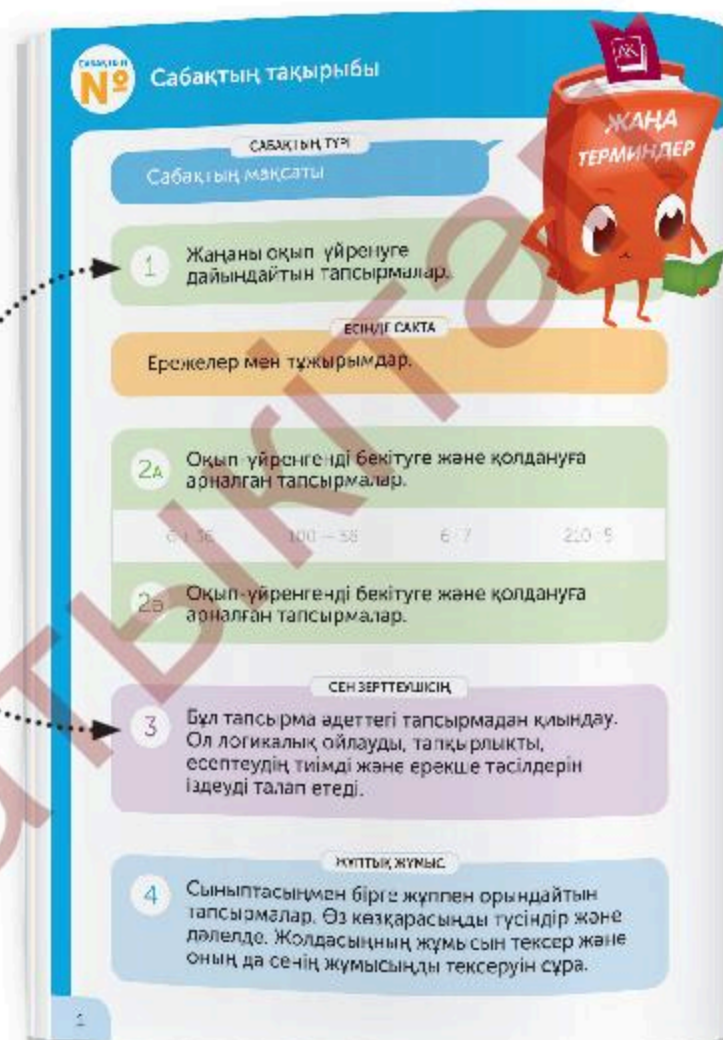 САБАҚТЫҢ
№
Сабақтың тақырыбы
ЖАҢА
ТЕРМИНДЕР
САБАҚТЫҢ ТҮРІ
Сабақтың мақсаты
1 Жаңаны оқып-үйренуге
дайындайтын тапсырмалар.
ЕСІҢДЕ САҚТА
Ережелер мен тұжырымдар.
2А Оқып-үйренгенді бекітуге және қолдануға
арналған тапсырмалар.
100 − 58 6 · 7
2Ә Оқып-үйренгенді бекітуге және қолдануға
арналған тапсырмалар.
СЕН ЗЕРТТЕУШІСІҢ
3 Бұл тапсырма әдеттегі тапсырмадан қиындау.
Ол логикалық ойлауды, тапқырлықты,
есептеудің тиімді және ерекше тәсілдерін
іздеуді талап етеді.
ЖҰПТЫҚ ЖҰМЫС
4 Сыныптасыңмен бірге жұппен орындайтын
тапсырмалар. Өз көзқарасыңды түсіндір және
дәлелде. Жолдасыңның жұмысын тексер және
оның да сенің жұмысыңды тексеруін сұра.